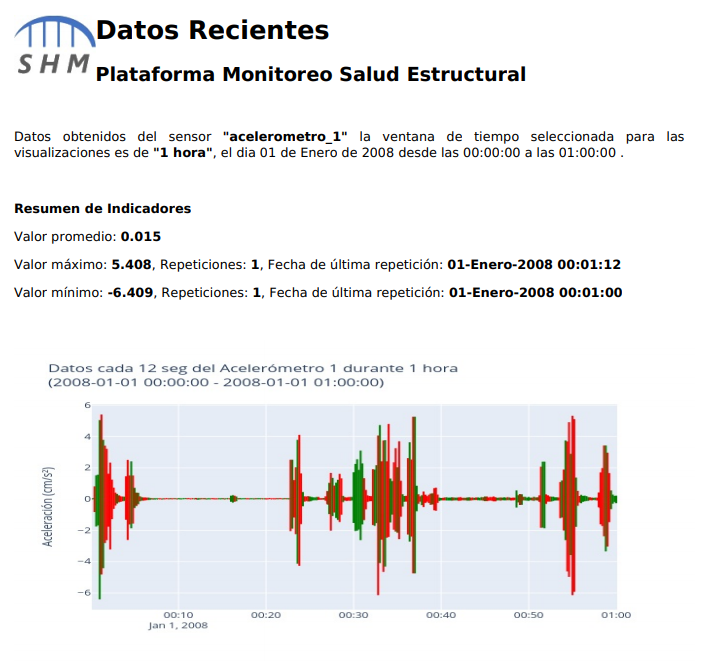 SHM
Datos Recientes
Plataforma Monitoreo Salud Estructural
Datos obtenidos del sensor "acelerometro_1" la ventana de tiempo seleccionada para las
visualizaciones es de "1 hora", el dia 01 de Enero de 2008 desde las 00:00:00 a las 01:00:00 .
Resumen de Indicadores
Valor promedio: 0.015
Valor máximo: 5.408, Repeticiones: 1, Fecha de última repetición: 01-Enero-2008 00:01:12
Valor mínimo: -6.409, Repeticiones: 1, Fecha de última repetición: 01-Enero-2008 00:01:00
Datos cada 12 seg del Acelerómetro 1 durante 1 hora
(2008-01-01 00:00:00 - 2008-01-01 01:00:00)
Aceleración (cm/s²)
6
4
2
0
−2
−4
−6
00:10 00:20 00:30 00:40 00:50 01:00
Jan 1, 2008